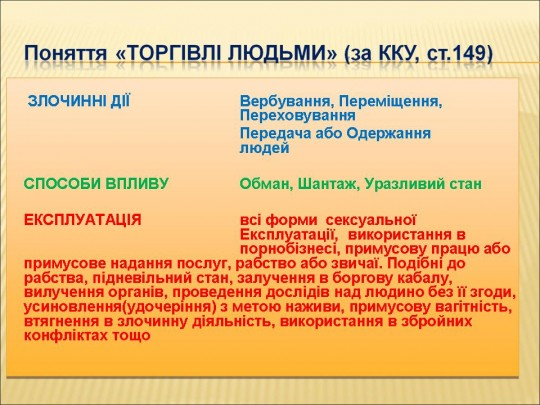 Поняття «ТОРГІВЛІ ЛЮДЬМИ» (за ККУ, ст.149)
ЗЛОЧИННІ ДІЇ Вербування, Переміщення,
Переховування
Передача або Одержання
людей
СПОСОБИ ВПЛИВУ Обман, Шантаж, Уразливий стан
ЕКСПЛУАТАЦІЯ всі форми сексуальної
Експлуатації, використання в
порнобізнесі, примусову працю або
примусове надання послуг, рабство або звичаї. Подібні до
рабства, підневільний стан, залучення в боргову кабалу,
вилучення органів, проведення дослідів над людино без її згоди,
усиновлення(удочеріння) з метою наживи, примусову вагітність,
втягнення в злочинну діяльність, використання в збройних
конфліктах тощо